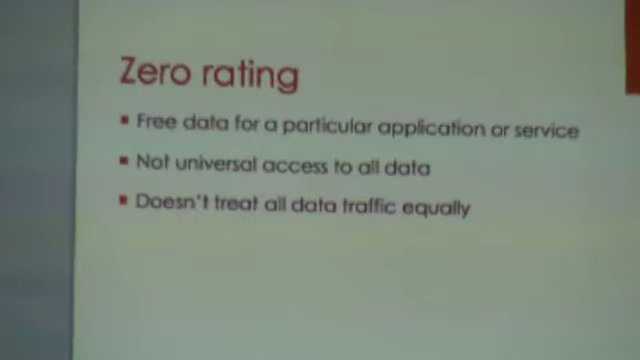 Zero rating
▪ Free data for a particular application or service
▪ Not universal access to all data
▪ Doesn't treat all data traffic equally